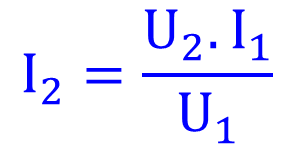 I₂ = U₂.I₁ / U₁